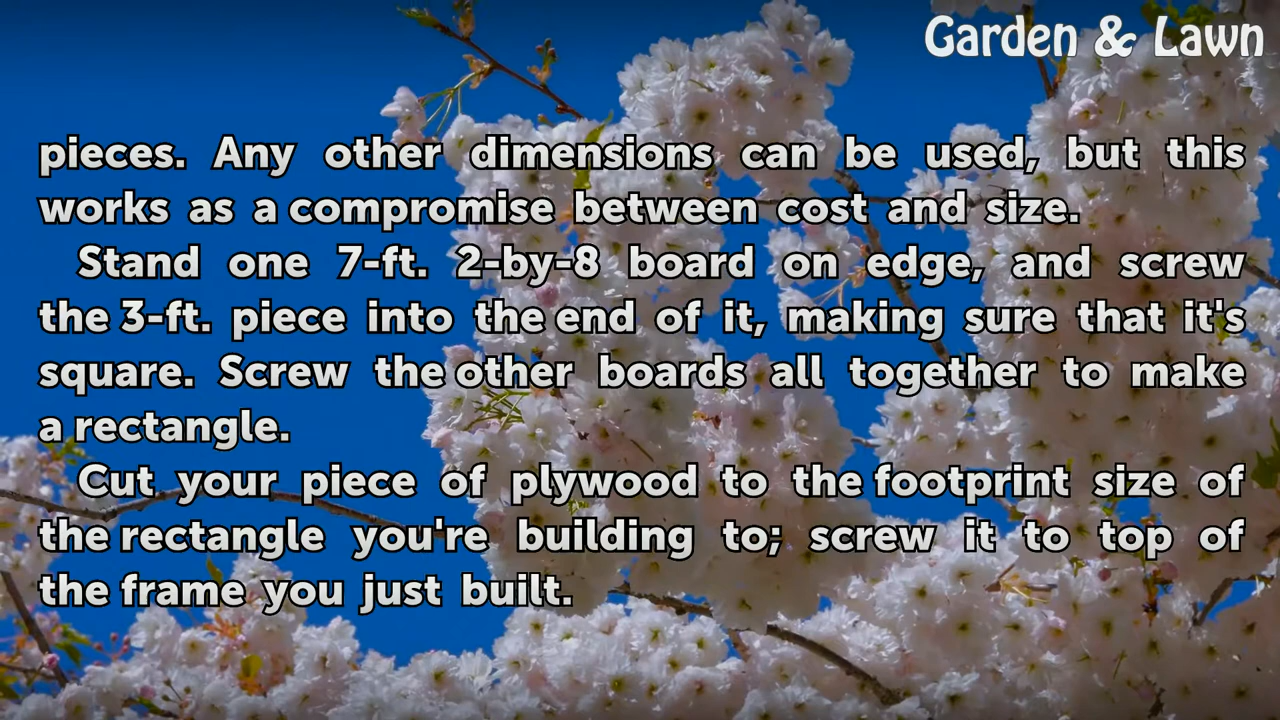 Garden & Lawn
pieces. Any other dimensions can be used, but this
works as a compromise between cost and size.
Stand one 7-ft. 2-by-8 board on edge, and screw
the 3-ft. piece into the end of it, making sure that it's
square. Screw the other boards all together to make
a rectangle.
Cut your piece of plywood to the footprint size of
the rectangle you're building to; screw it to top of
the frame you just built.